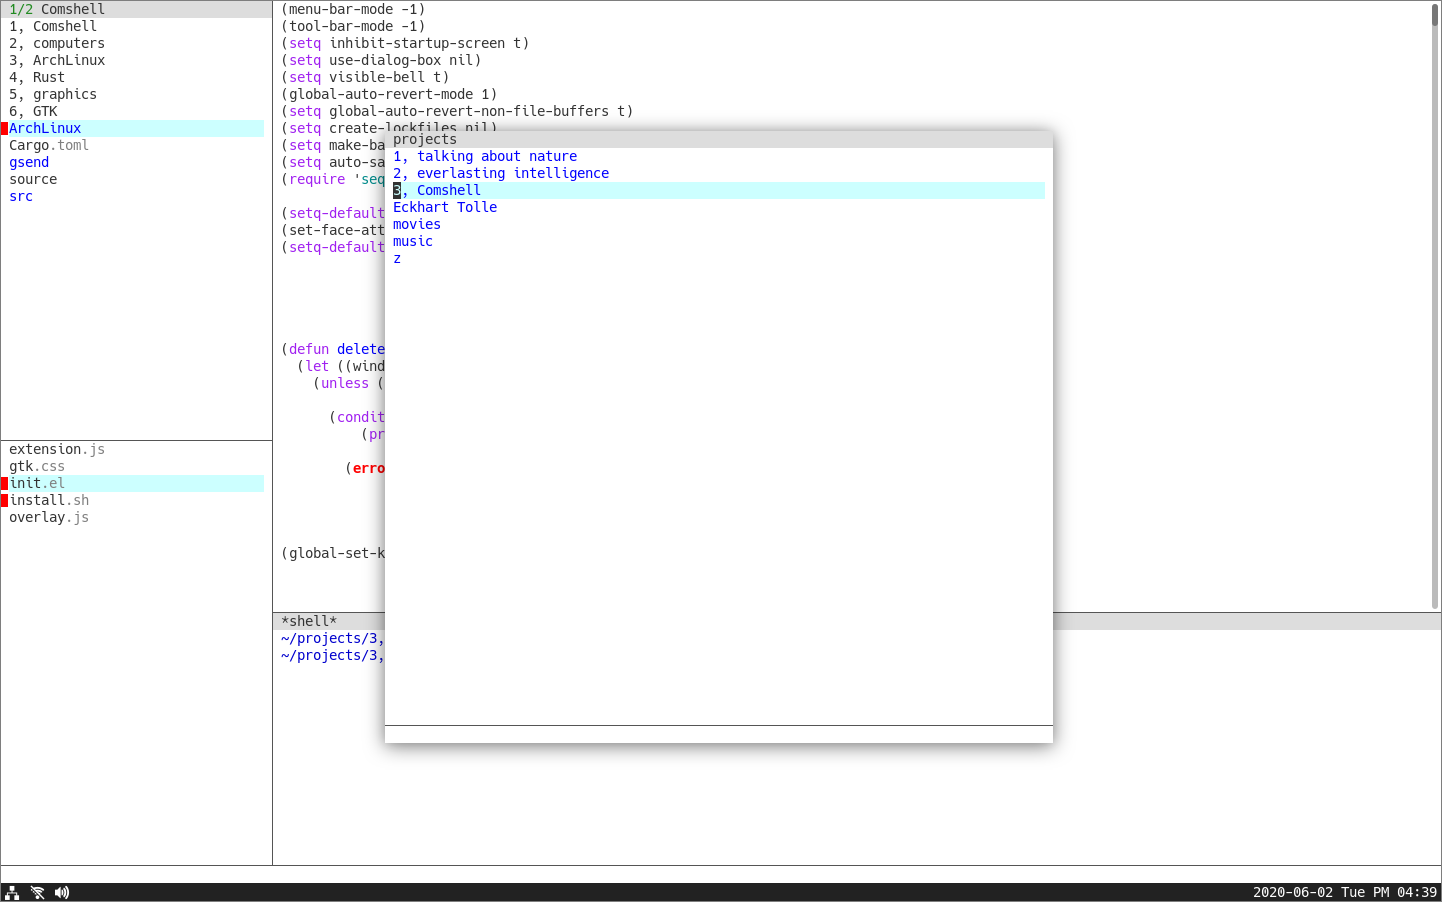 1/2 Comshell
1, Comshell
2, computers
3, ArchLinux
4, Rust
5, graphics
6, GTK
ArchLinux
Cargo.toml
gsend
source
src
extension.js
gtk.css
init.el
install.sh
overlay.js
(menu-bar-mode -1)
(tool-bar-mode -1)
(setq inhibit-startup-screen t)
(setq use-dialog-box nil)
(setq visible-bell t)
(global-auto-revert-mode 1)
(setq global-auto-revert-non-file-buffers t)
(setq create-lockfiles nil)
(setq make-ba
(setq auto-sa
(require 'seq
(setq-default
(set-face-att
(setq-default
(defun delete
(let ((wind
(unless (
(condit
(pr
(erro
(global-set-k
projects
1, talking about nature
2, everlasting intelligence
3, Comshell
Eckhart Tolle
movies
music
z
*shell*
~/projects/3,
~/projects/3,
2020-06-02 Tue PM 04:39